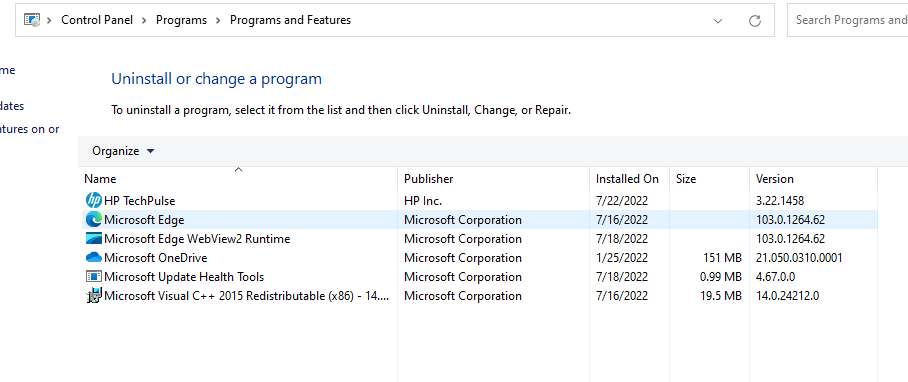 Control Panel > Programs > Programs and Features
Search Programs and
me
Uninstall or change a program
dates
To uninstall a program, select it from the list and then click Uninstall, Change, or Repair.
atures on or
Organize
Name Publisher Installed On Size Version
hp HP TechPulse HP Inc. 7/22/2022 3.22.1458
Microsoft Edge Microsoft Corporation 7/16/2022 103.0.1264.62
Microsoft Edge WebView2 Runtime Microsoft Corporation 7/18/2022 103.0.1264.62
Microsoft OneDrive Microsoft Corporation 1/25/2022 151 MB 21.050.0310.0001
Microsoft Update Health Tools Microsoft Corporation 7/18/2022 0.99 MB 4.67.0.0
Microsoft Visual C++ 2015 Redistributable (x86) - 14.... Microsoft Corporation 7/16/2022 19.5 MB 14.0.24212.0